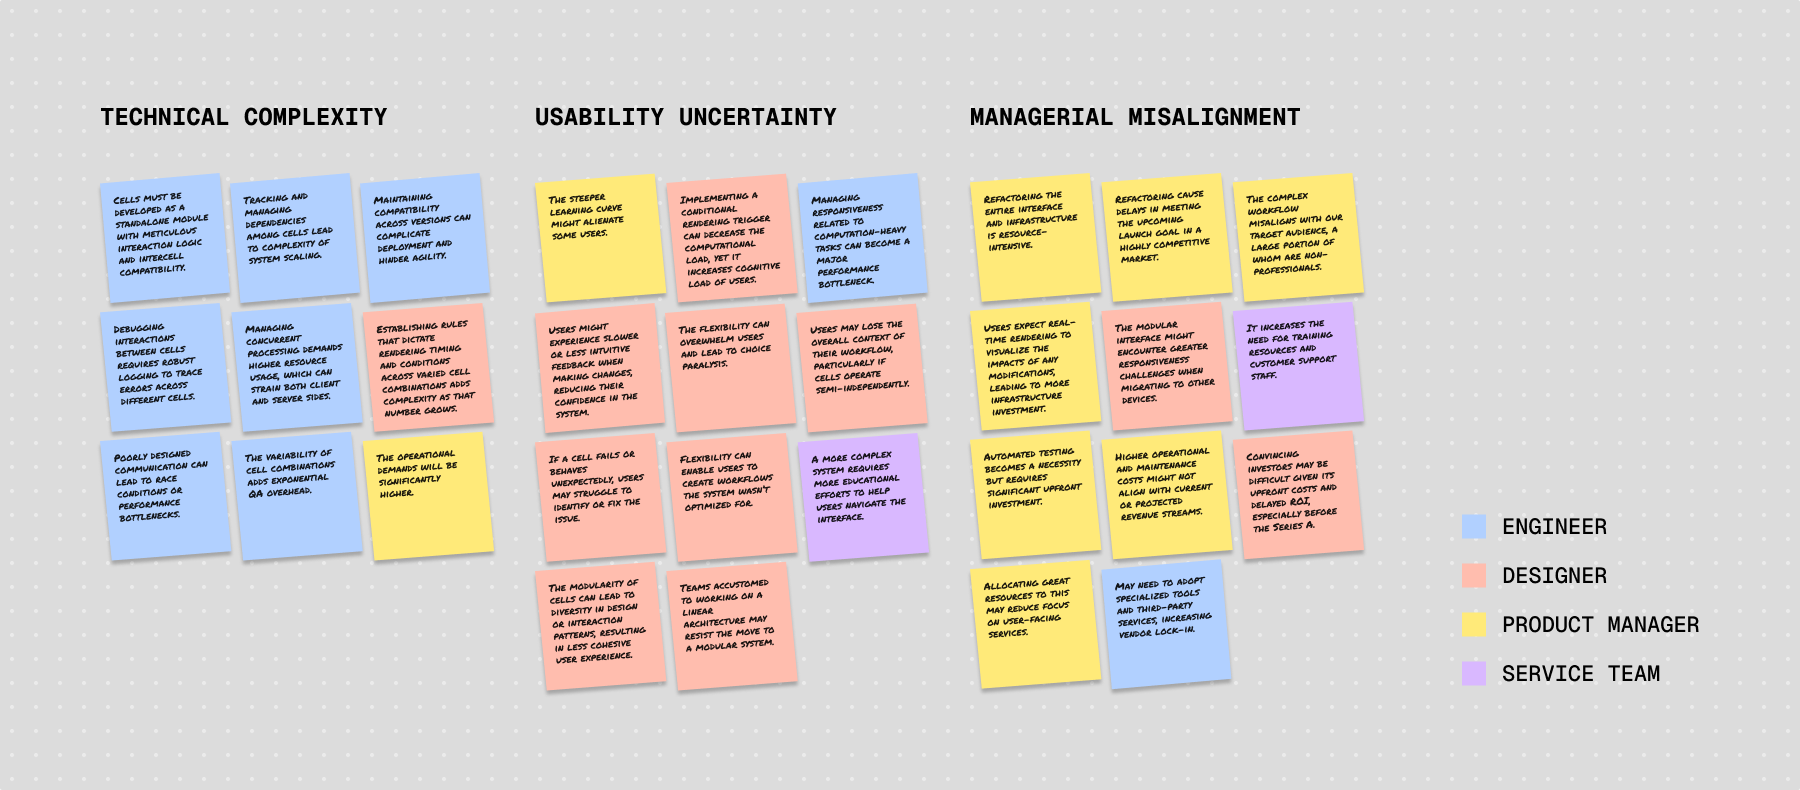 TECHNICAL COMPLEXITY
CELLS MUST BE
DEVELOPED AS A
STANDALONE MODULE
WITH METICULOUS
INTERACTION LOGIC
AND INTERCELL
COMPATIBILITY.
TRACKING AND
MANAGING
DEPENDENCIES
AMONG CELLS LEAD
TO COMPLEXITY OF
SYSTEM SCALING.
MAINTAINING
COMPATIBILITY
ACROSS VERSIONS CAN
COMPLICATE
DEPLOYMENT AND
HINDER AGILITY.
DEBUGGING
INTERACTIONS
BETWEEN CELLS
REQUIRES ROBUST
LOGGING TO TRACE
ERRORS ACROSS
DIFFERENT CELLS.
MANAGING
CONCURRENT
PROCESSING DEMANDS
HIGHER RESOURCE
USAGE, WHICH CAN
STRAIN BOTH CLIENT
AND SERVER SIDES.
ESTABLISHING RULES
THAT DICTATE
RENDERING TIMING
AND CONDITIONS
ACROSS VARIED CELL
COMBINATIONS ADDS
COMPLEXITY AS THAT
NUMBER GROWS.
POORLY DESIGNED
COMMUNICATION CAN
LEAD TO RACE
CONDITIONS OR
PERFORMANCE
BOTTLENECKS.
THE VARIABILITY OF
CELL COMBINATIONS
ADDS EXPONENTIAL
QA OVERHEAD.
THE OPERATIONAL
DEMANDS WILL BE
SIGNIFICANTLY
HIGHER.
USABILITY UNCERTAINTY
THE STEEPER
LEARNING CURVE
MIGHT ALIENATE
SOME USERS.
IMPLEMENTING A
CONDITIONAL
RENDERING TRIGGER
CAN DECREASE THE
COMPUTATIONAL
LOAD, YET IT
INCREASES COGNITIVE
LOAD OF USERS.
MANAGING
RESPONSIVENESS
RELATED TO
COMPUTATION-HEAVY
TASKS CAN BECOME A
MAJOR
PERFORMANCE
BOTTLENECK.
USERS MIGHT
EXPERIENCE SLOWER
OR LESS INTUITIVE
FEEDBACK WHEN
MAKING CHANGES,
REDUCING THEIR
CONFIDENCE IN THE
SYSTEM.
THE FLEXIBILITY CAN
OVERWHELM USERS
AND LEAD TO CHOICE
PARALYSIS.
USERS MAY LOSE THE
OVERALL CONTEXT OF
THEIR WORKFLOW,
PARTICULARLY IF
CELLS OPERATE
SEMI-INDEPENDENTLY.
IF A CELL FAILS OR
BEHAVES
UNEXPECTEDLY, USERS
MAY STRUGGLE TO
IDENTIFY OR FIX THE
ISSUE.
FLEXIBILITY CAN
ENABLE USERS TO
CREATE WORKFLOWS
THE SYSTEM WASN'T
OPTIMIZED FOR.
A MORE COMPLEX
SYSTEM REQUIRES
MORE EDUCATIONAL
EFFORTS TO HELP
USERS NAVIGATE THE
INTERFACE.
THE MODULARITY OF
CELLS CAN LEAD TO
DIVERSITY IN DESIGN
OR INTERACTION
PATTERNS, RESULTING
IN LESS COHESIVE
USER EXPERIENCE.
TEAMS ACCUSTOMED
TO WORKING ON A
LINEAR
ARCHITECTURE MAY
RESIST THE MOVE TO
A MODULAR SYSTEM.
MANAGERIAL MISALIGNMENT
REFACTORING THE
ENTIRE INTERFACE
AND INFRASTRUCTURE
IS RESOURCE-
INTENSIVE.
REFACTORING CAUSE
DELAYS IN MEETING
THE UPCOMING
LAUNCH GOAL IN A
HIGHLY COMPETITIVE
MARKET.
THE COMPLEX
WORKFLOW
MISALIGNS WITH OUR
TARGET AUDIENCE, A
LARGE PORTION OF
WHOM ARE NON-
PROFESSIONALS.
USERS EXPECT REAL-
TIME RENDERING TO
VISUALIZE THE
IMPACTS OF ANY
MODIFICATIONS,
LEADING TO MORE
INFRASTRUCTURE
INVESTMENT.
THE MODULAR
INTERFACE MIGHT
ENCOUNTER GREATER
RESPONSIVENESS
CHALLENGES WHEN
MIGRATING TO OTHER
DEVICES.
IT INCREASES THE
NEED FOR TRAINING
RESOURCES AND
CUSTOMER SUPPORT
STAFF.
AUTOMATED TESTING
BECOMES A NECESSITY
BUT REQUIRES
SIGNIFICANT UPFRONT
INVESTMENT.
HIGHER OPERATIONAL
AND MAINTENANCE
COSTS MIGHT NOT
ALIGN WITH CURRENT
OR PROJECTED
REVENUE STREAMS.
CONVINCING
INVESTORS MAY BE
DIFFICULT GIVEN ITS
UPFRONT COSTS AND
DELAYED ROI,
ESPECIALLY BEFORE
THE SERIES A.
ALLOCATING GREAT
RESOURCES TO THIS
MAY REDUCE FOCUS
ON USER-FACING
SERVICES.
MAY NEED TO ADOPT
SPECIALIZED TOOLS
AND THIRD-PARTY
SERVICES, INCREASING
VENDOR LOCK-IN.
ENGINEER
DESIGNER
PRODUCT MANAGER
SERVICE TEAM